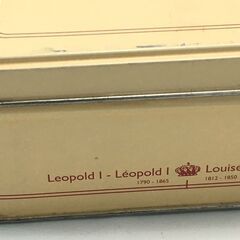 Leopold I - Léopold I Louise
1790 - 1865 1812 - 1850